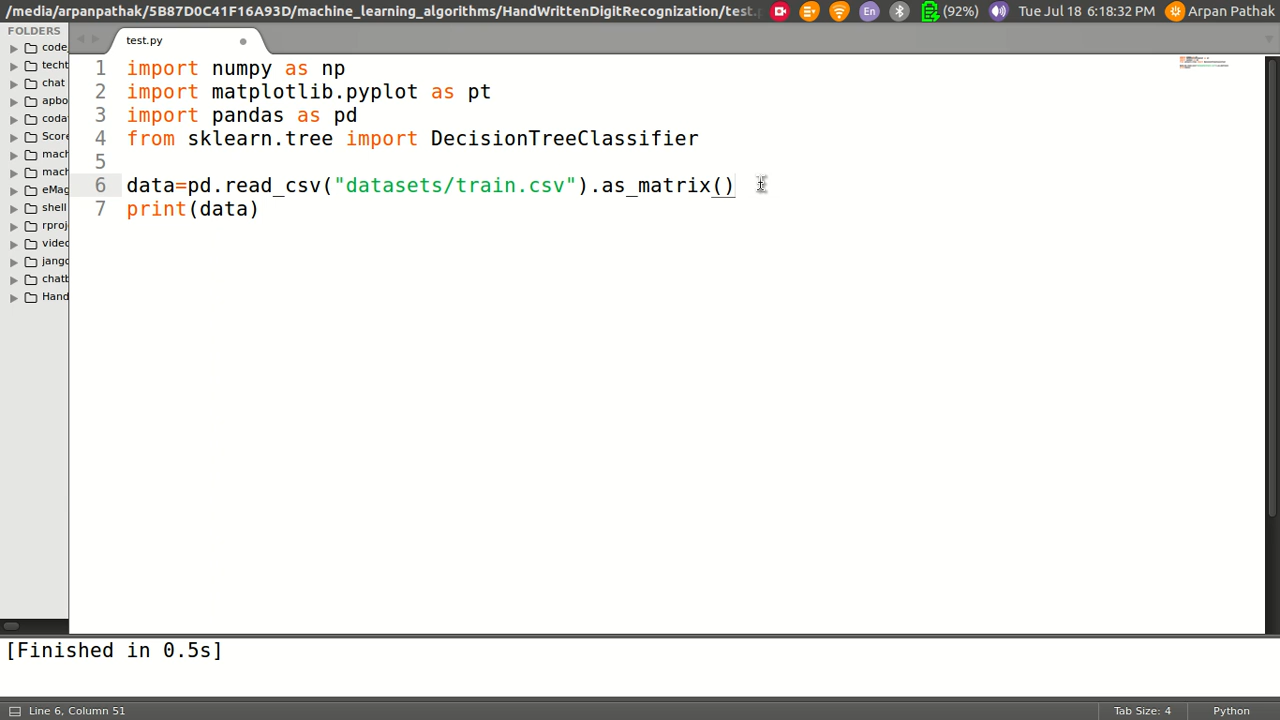 /media/arpanpathak/5B87D0C41F16A93D/machine_learning_algorithms/HandWrittenDigitRecognization/test.p
En
(92%)
Tue Jul 18 6:18:32 PM
Arpan Pathak
FOLDERS
code
techt
chat
apbo
coda
Score
mach
mach
eMag
shell
rproj
video
jang
chatb
Hand
test.py
1 import numpy as np
2 import matplotlib.pyplot as pt
3 import pandas as pd
4 from sklearn.tree import DecisionTreeClassifier
5
6 data=pd.read_csv("datasets/train.csv").as_matrix()
7 print(data)
[Finished in 0.5s]
Line 6, Column 51
Tab Size: 4
Python